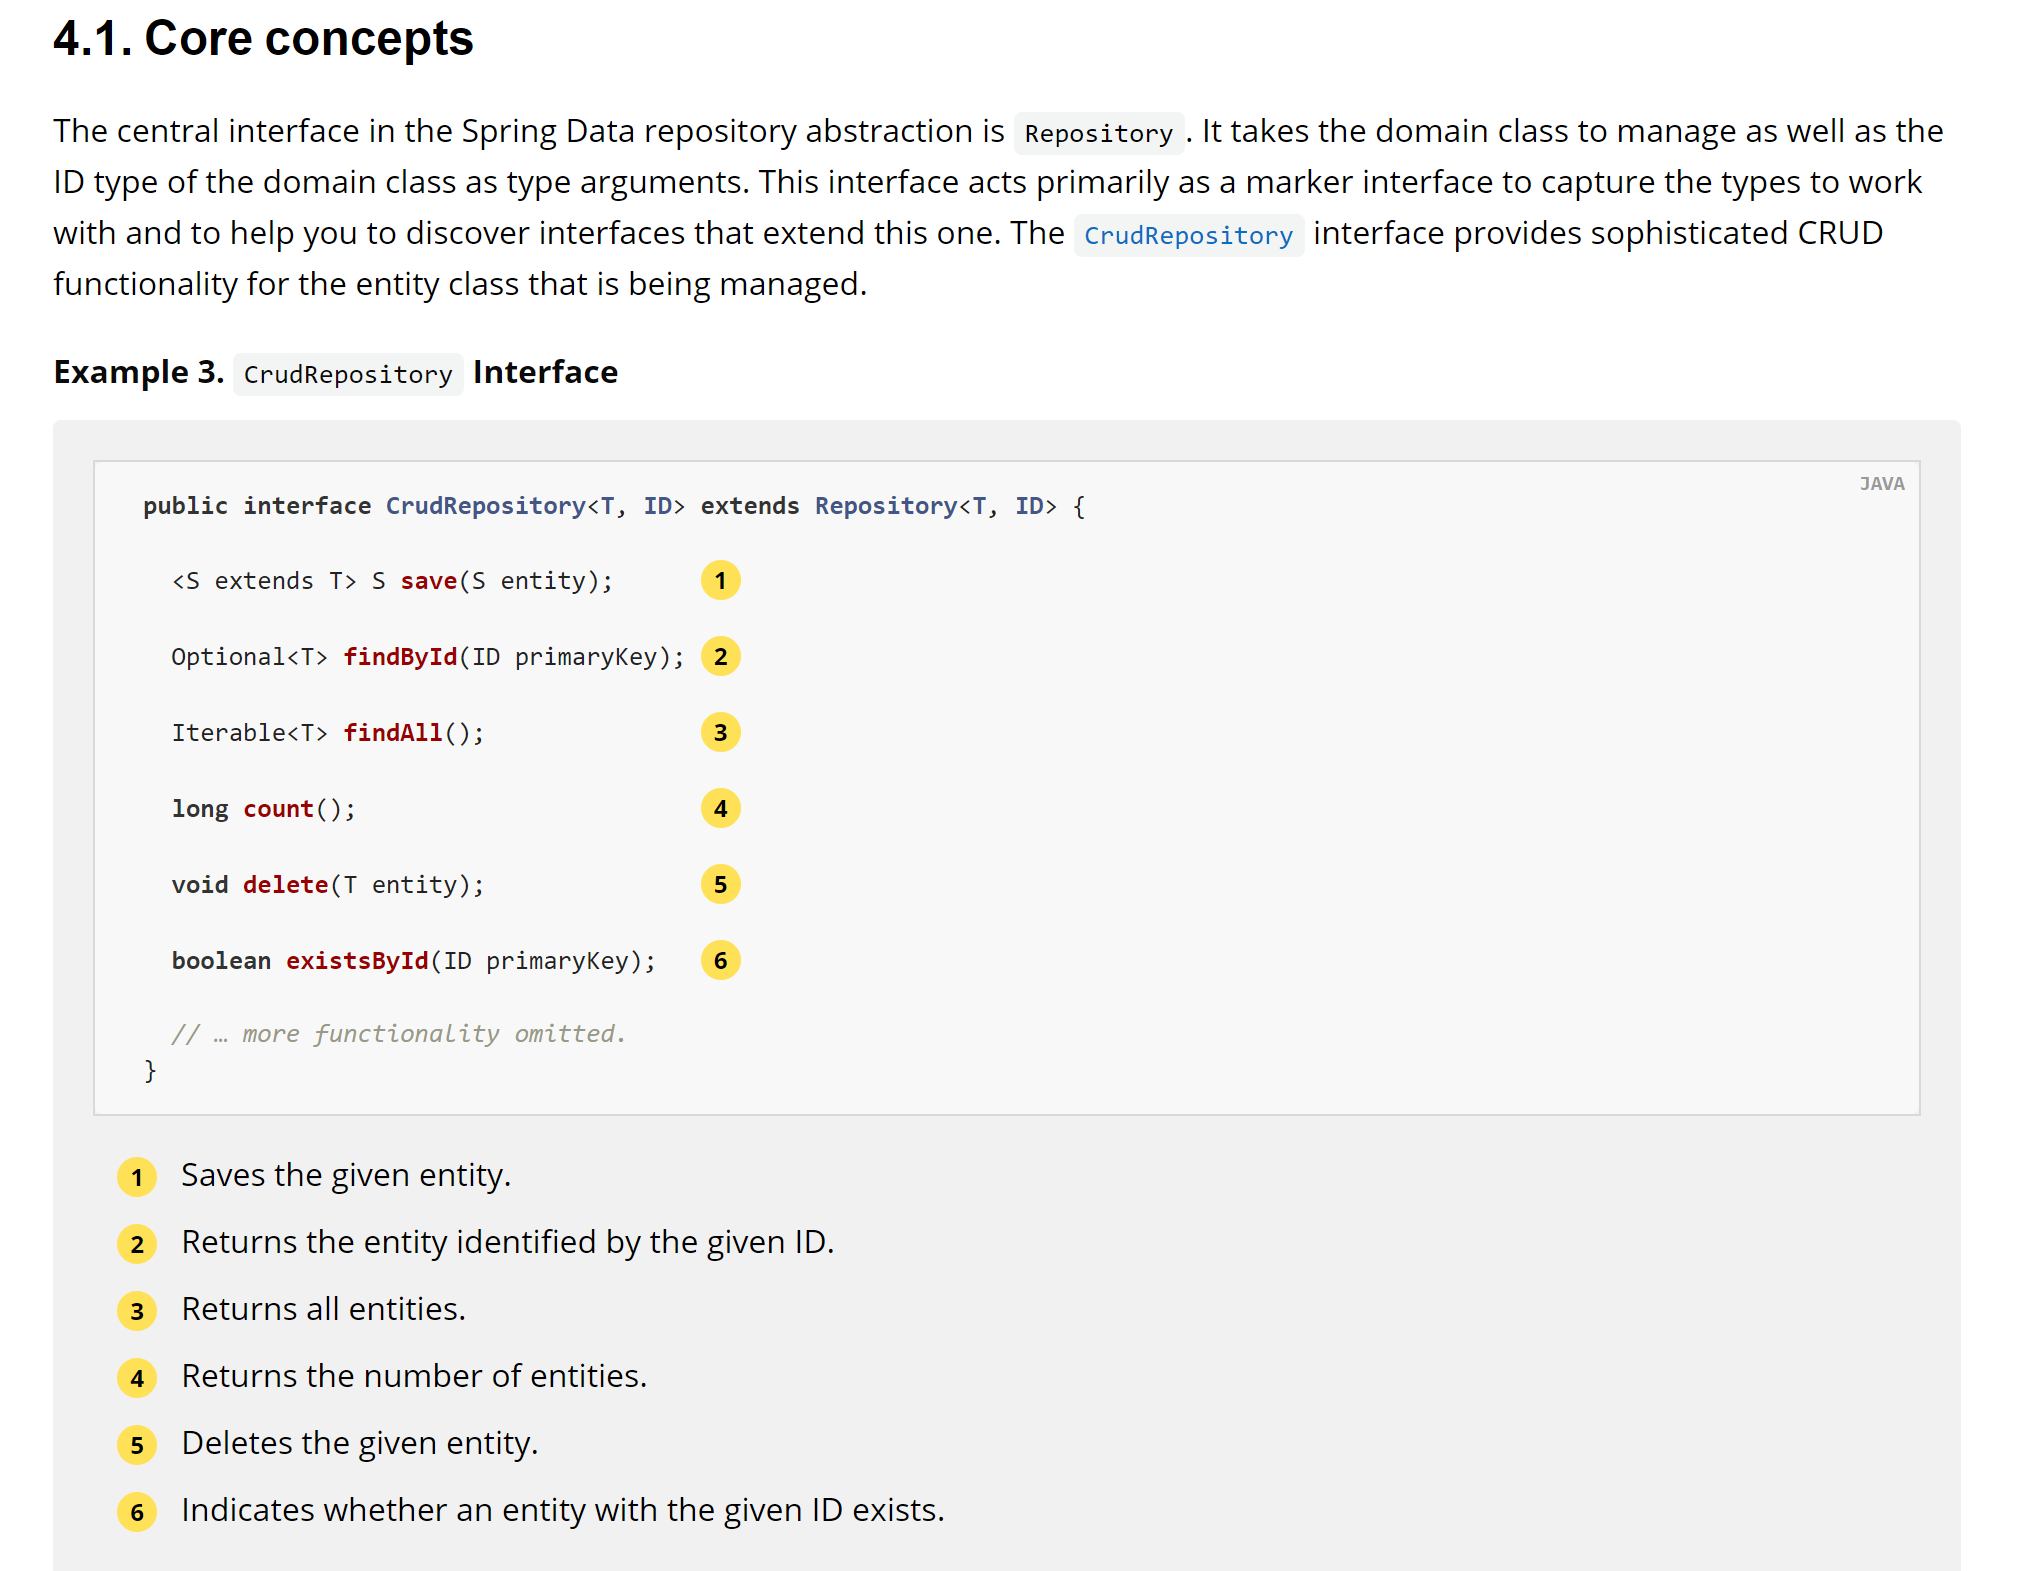 4.1. Core concepts
The central interface in the Spring Data repository abstraction is Repository. It takes the domain class to manage as well as the
ID type of the domain class as type arguments. This interface acts primarily as a marker interface to capture the types to work
with and to help you to discover interfaces that extend this one. The CrudRepository interface provides sophisticated CRUD
functionality for the entity class that is being managed.
Example 3. CrudRepository Interface
JAVA
public interface CrudRepository<T, ID> extends Repository<T, ID> {
<S extends T> S save(S entity); 1
Optional<T> findById(ID primaryKey); 2
Iterable<T> findAll(); 3
long count(); 4
void delete(T entity); 5
boolean existsById(ID primaryKey); 6
// … more functionality omitted.
}
1 Saves the given entity.
2 Returns the entity identified by the given ID.
3 Returns all entities.
4 Returns the number of entities.
5 Deletes the given entity.
6 Indicates whether an entity with the given ID exists.